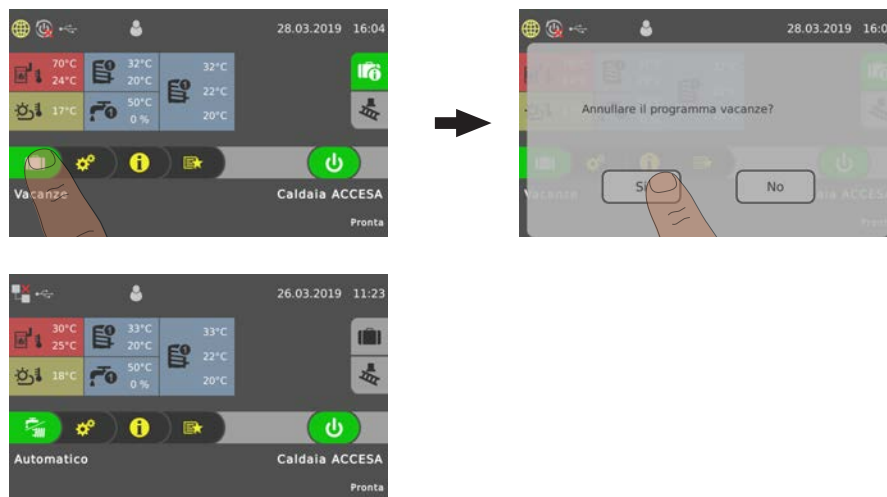 28.03.2019 16:04
70°C 32°C 32°C
24°C 20°C 22°C
17°C 50°C 20°C
0 %
Vacanze Caldaia ACCESA
Pronta
28.03.2019
Annullare il programma vacanze?
No
26.03.2019 11:23
30°C 33°C 33°C
25°C 20°C 22°C
18°C 50°C 20°C
0 %
Automatico Caldaia ACCESA
Pronta